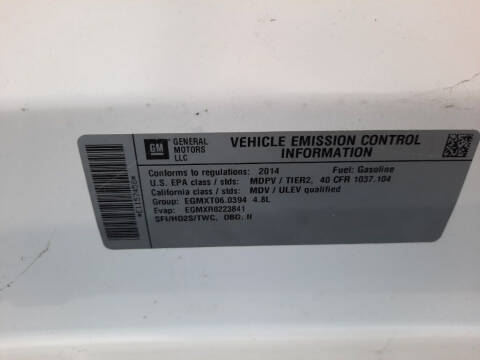 GM
GENERAL MOTORS LLC
VEHICLE EMISSION CONTROL
INFORMATION
Conforms to regulations: 2014 Fuel: Gasoline
U.S. EPA class / stds: MDPV / TIER2, 40 CFR 1037.104
California class / stds: MDV / ULEV qualified
Group: EGMXT06.0394 4.8L
Evap: EGMXR0223841
SFI/HO2S/TWC, OBD. II